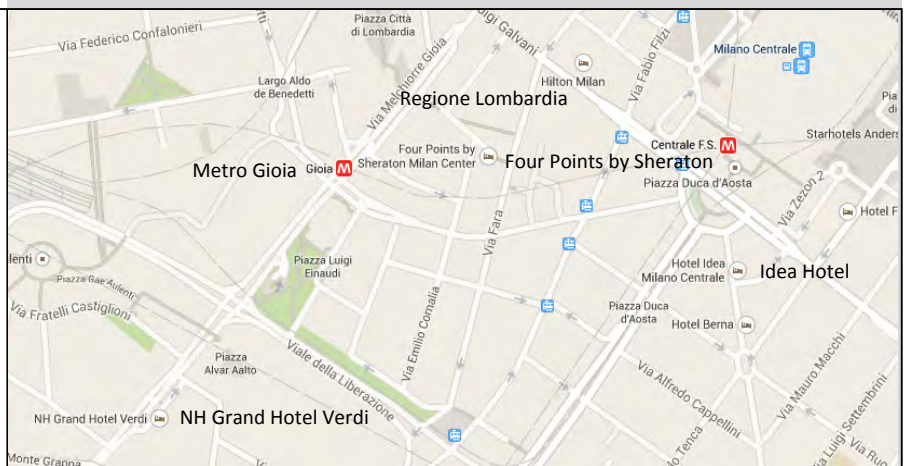 Via Federico Confalonieri
Piazza Città
di Lombardia
Luigi Galvani
Via Fabio Filzi
Milano Centrale
Largo Aldo
de Benedetti
Via Melchiorre Gioia
Hilton Milan
Regione Lombardia
Metro Gioia
Gioia
M
Four Points by
Sheraton Milan Center
Four Points by Sheraton
Centrale F.S.
M
Starhotels Anders
Piazza Duca d'Aosta
Via Zezon
2
Hotel F
Via Fara
Piazza Luigi
Einaudi
Hotel Idea
Milano Centrale
Idea Hotel
Piazza Gae Aulenti
Via Fratelli Castiglioni
Via Emilio Cornalia
Piazza Duca
d'Aosta
Hotel Berna
Piazza
Alvar Aalto
Viale della Liberazione
Via Mauro Macchi
Via Alfredo Cappellini
Via Luigi Settembrini
NH Grand Hotel Verdi
NH Grand Hotel Verdi
Monte Grappa